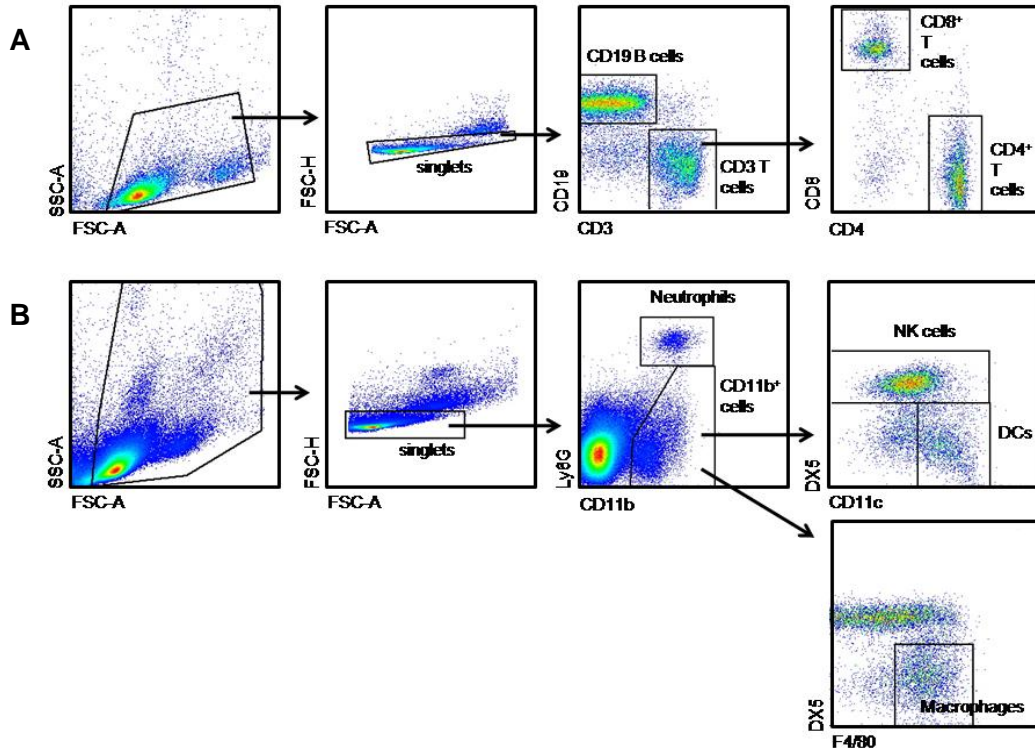 A
SSC-A
FSC-A
FSC-H
singlets
FSC-A
CD19 B cells
CD3 T
cells
CD19
CD3
CD8⁺
T
cells
CD4⁺
T
cells
CD8
CD4
B
SSC-A
FSC-A
FSC-H
singlets
FSC-A
Neutrophils
CD11b⁺
cells
Ly6G
CD11b
NK cells
DCs
DX5
CD11c
Macrophages
DX5
F4/80